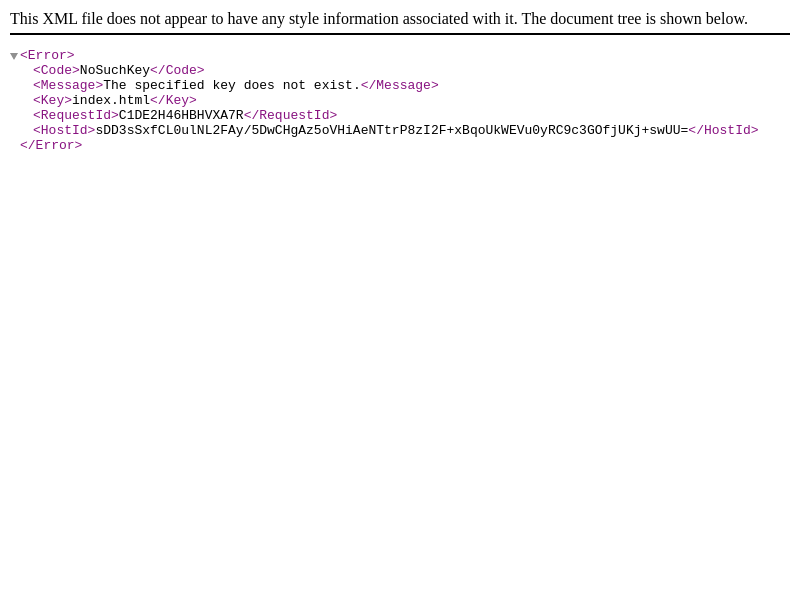 This XML file does not appear to have any style information associated with it. The document tree is shown below.
<Error>
<Code>NoSuchKey</Code>
<Message>The specified key does not exist.</Message>
<Key>index.html</Key>
<RequestId>C1DE2H46HBHVXA7R</RequestId>
<HostId>sDD3sSxfCL0ulNL2FAy/5DwCHgAz5oVHiAeNTtrP8zI2F+xBqoUkWEVu0yRC9c3GOfjUKj+swUU=</HostId>
</Error>